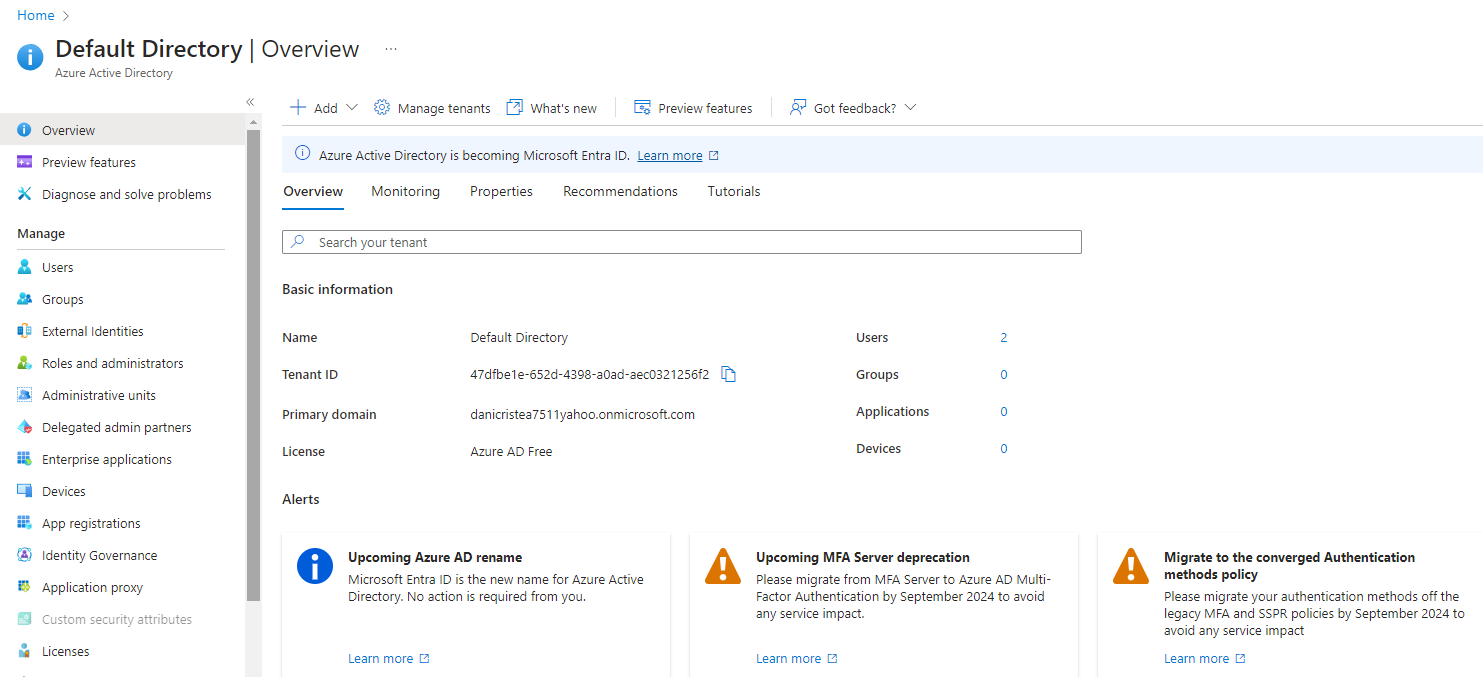 Home
Default Directory | Overview ...
Azure Active Directory
Overview
Preview features
Diagnose and solve problems
Manage
Users
Groups
External Identities
Roles and administrators
Administrative units
Delegated admin partners
Enterprise applications
Devices
App registrations
Identity Governance
Application proxy
Custom security attributes
Licenses
Add Manage tenants What's new Preview features Got feedback?
Azure Active Directory is becoming Microsoft Entra ID. Learn more
Overview Monitoring Properties Recommendations Tutorials
Search your tenant
Basic information
Name Default Directory Users 2
Tenant ID 47dfbe1e-652d-4398-a0ad-aec0321256f2 Groups 0
Primary domain danicristea7511yahoo.onmicrosoft.com Applications 0
License Azure AD Free Devices 0
Alerts
Upcoming Azure AD rename
Microsoft Entra ID is the new name for Azure Active
Directory. No action is required from you.
Learn more
Upcoming MFA Server deprecation
Please migrate from MFA Server to Azure AD Multi-
Factor Authentication by September 2024 to avoid
any service impact.
Learn more
Migrate to the converged Authentication
methods policy
Please migrate your authentication methods off the
legacy MFA and SSPR policies by September 2024 to
avoid any service impact
Learn more